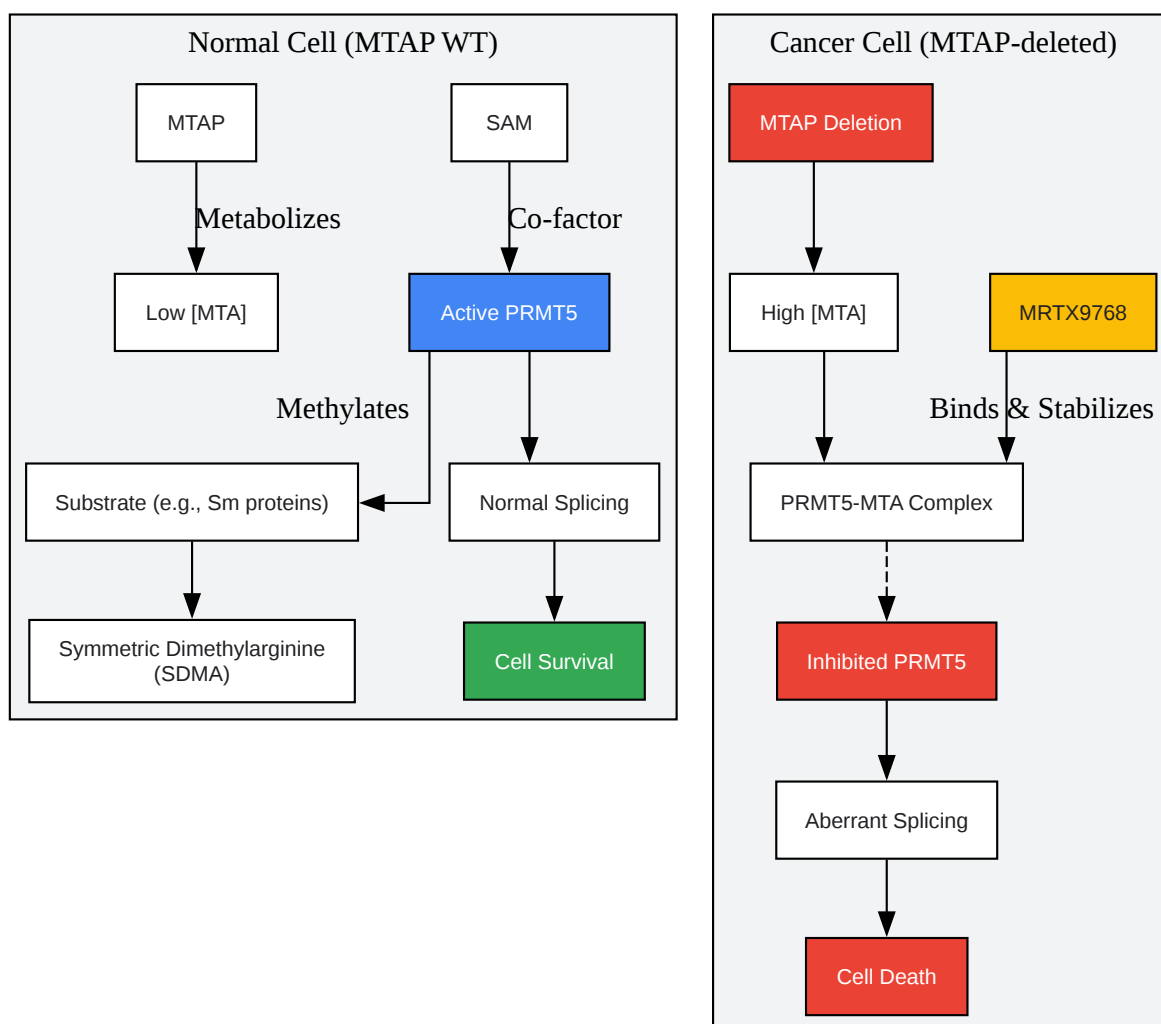 Normal Cell (MTAP WT)
MTAP
SAM
Metabolizes
Co-factor
Low [MTA]
Active PRMT5
Methylates
Substrate (e.g., Sm proteins)
Normal Splicing
Symmetric Dimethylarginine
(SDMA)
Cell Survival
Cancer Cell (MTAP-deleted)
MTAP Deletion
High [MTA]
MRTX9768
Binds & Stabilizes
PRMT5-MTA Complex
Inhibited PRMT5
Aberrant Splicing
Cell Death